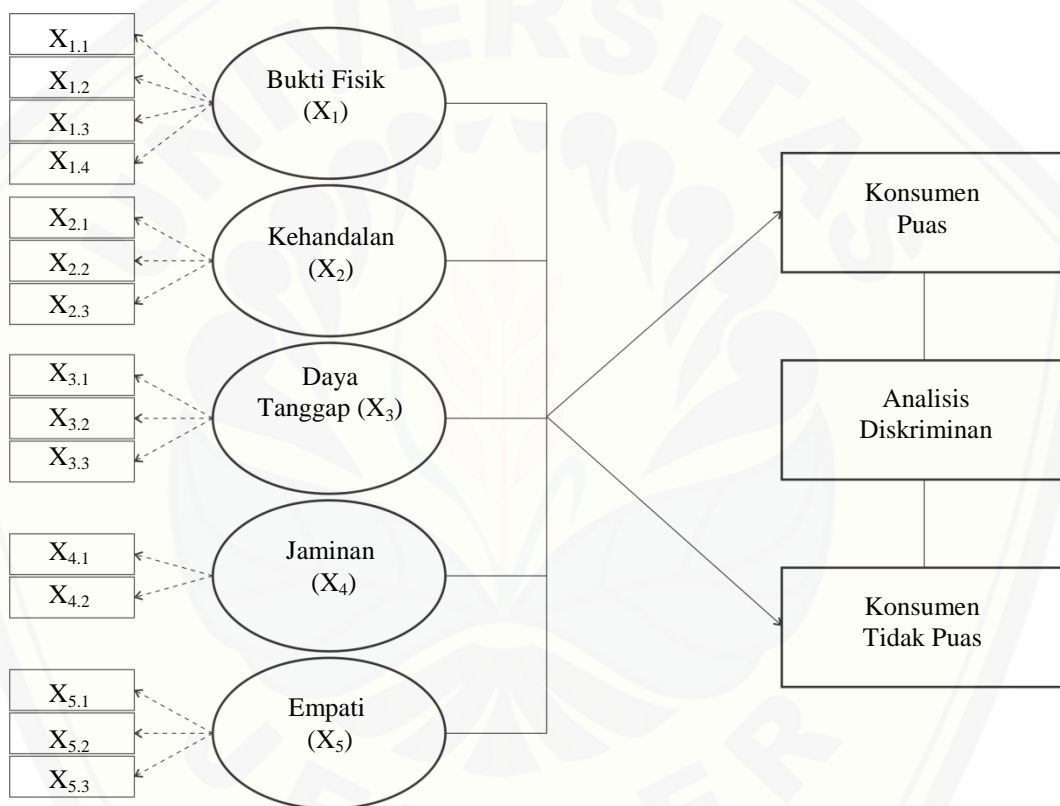 X1.1
X1.2
X1.3
X1.4
Bukti Fisik
(X1)
X2.1
X2.2
X2.3
Kehandalan
(X2)
X3.1
X3.2
X3.3
Daya
Tanggap (X3)
X4.1
X4.2
Jaminan
(X4)
X5.1
X5.2
X5.3
Empati
(X5)
Konsumen
Puas
Analisis
Diskriminan
Konsumen
Tidak Puas
UNIVERSITAS